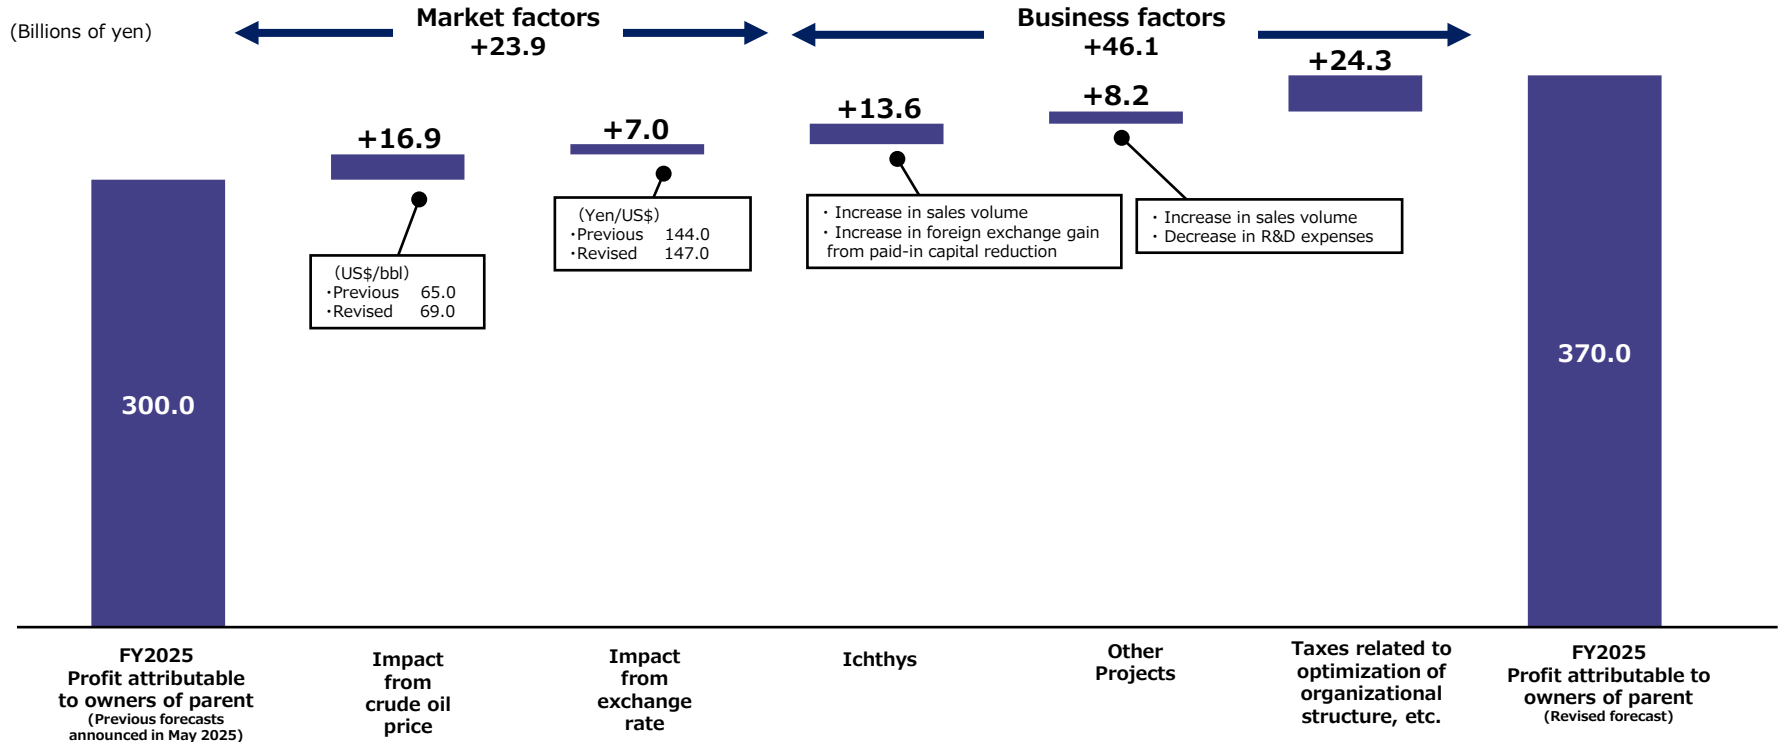 (Billions of yen)
Market factors
+23.9
Business factors
+46.1
300.0
+16.9
(US$/bbl)
・Previous 65.0
・Revised 69.0
+7.0
(Yen/US$)
・Previous 144.0
・Revised 147.0
+13.6
・ Increase in sales volume
・ Increase in foreign exchange gain
from paid-in capital reduction
+8.2
・ Increase in sales volume
・ Decrease in R&D expenses
+24.3
370.0
FY2025
Profit attributable
to owners of parent
(Previous forecasts
announced in May 2025)
Impact
from
crude oil
price
Impact
from
exchange
rate
Ichthys
Other
Projects
Taxes related to
optimization of
organizational
structure, etc.
FY2025
Profit attributable to
owners of parent
(Revised forecast)